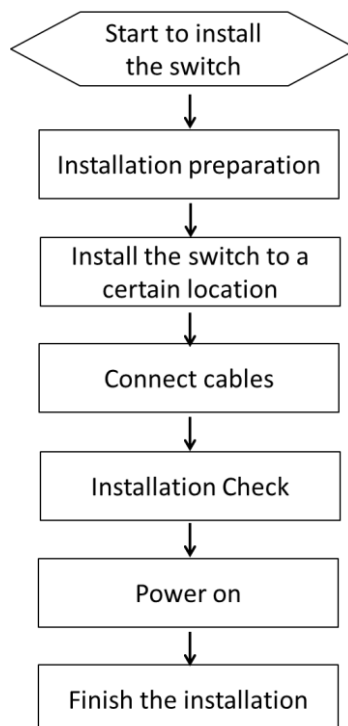 Start to install
the switch
Installation preparation
Install the switch to a
certain location
Connect cables
Installation Check
Power on
Finish the installation